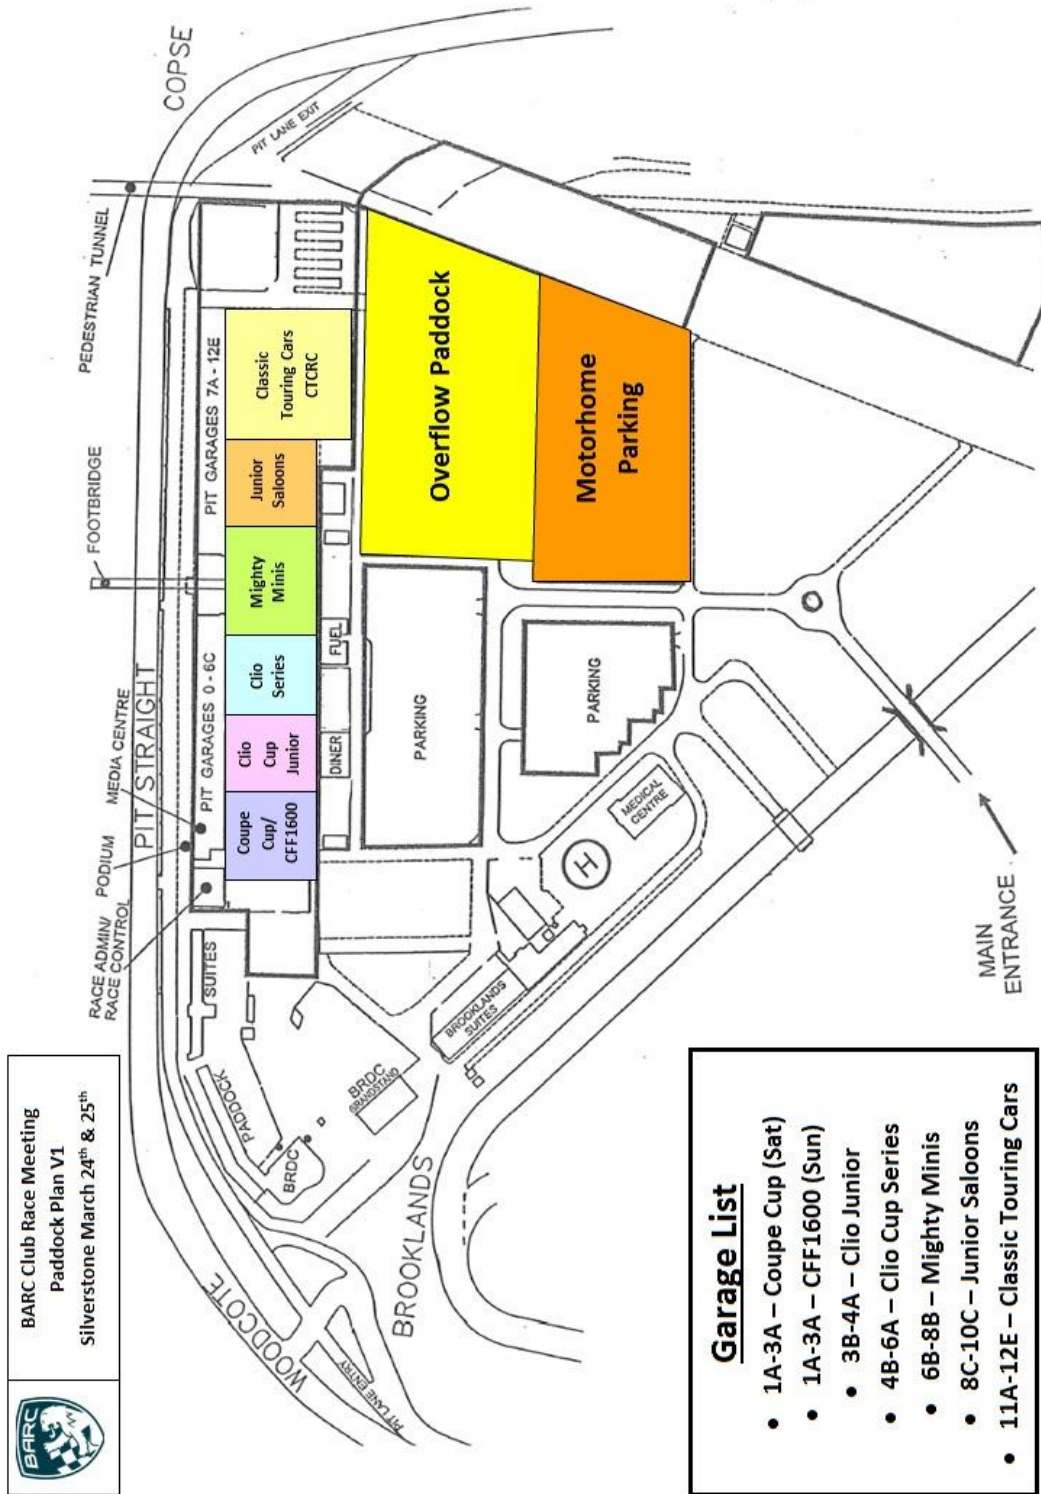 BARC
BARC Club Race Meeting
Paddock Plan V1
Silverstone March 24th & 25th
COPSE
PIT LANE EXIT
PEDESTRIAN TUNNEL
FOOTBRIDGE
PIT STRAIGHT
MEDIA CENTRE
PODIUM
RACE ADMIN/
RACE CONTROL
PIT GARAGES 7A - 12E
PIT GARAGES 0 - 6C
SUITES
PADDOCK
BRDC
BRDC
GRANDSTAND
WOODCOTE
PIT LANE ENTRY
BROOKLANDS
BROOKLANDS
SUITES
Coupe
Cup/
CFF1600
Clio
Cup
Junior
Clio
Series
Mighty
Minis
Junior
Saloons
Classic
Touring Cars
CTCRC
DINER
FUEL
PARKING
PARKING
Overflow Paddock
Motorhome
Parking
MEDICAL
CENTRE
H
MAIN
ENTRANCE
Garage List
• 1A-3A – Coupe Cup (Sat)
• 1A-3A – CFF1600 (Sun)
• 3B-4A – Clio Junior
• 4B-6A – Clio Cup Series
• 6B-8B – Mighty Minis
• 8C-10C – Junior Saloons
• 11A-12E – Classic Touring Cars